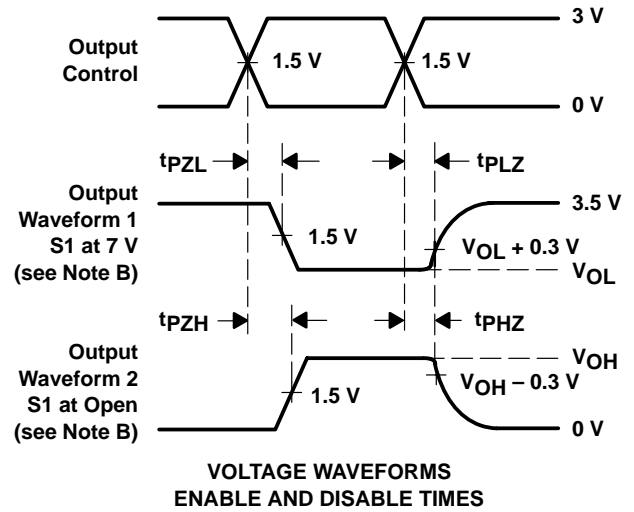 3 V
Output
Control
1.5 V
1.5 V
0 V
tPZL
tPLZ
Output
Waveform 1
S1 at 7 V
(see Note B)
3.5 V
1.5 V
VOL + 0.3 V
VOL
tPZH
tPHZ
Output
Waveform 2
S1 at Open
(see Note B)
VOH
1.5 V
VOH − 0.3 V
0 V
VOLTAGE WAVEFORMS
ENABLE AND DISABLE TIMES